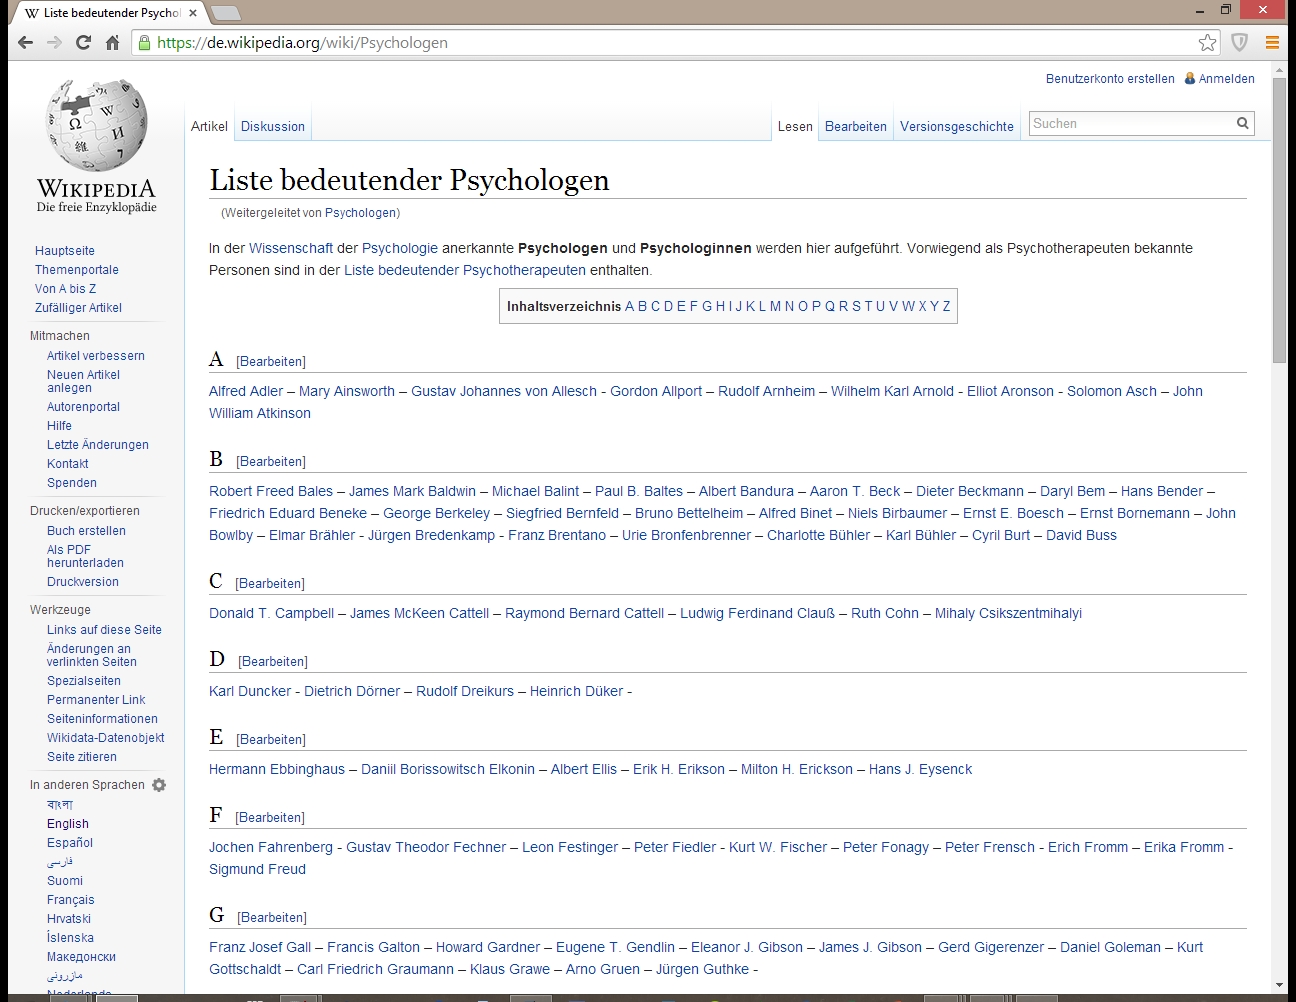 Liste bedeutender Psychol
https://de.wikipedia.org/wiki/Psychologen
Benutzerkonto erstellen Anmelden
Artikel Diskussion Lesen Bearbeiten Versionsgeschichte Suchen
WIKIPEDIA
Die freie Enzyklopädie
Hauptseite
Themenportale
Von A bis Z
Zufälliger Artikel
Mitmachen
Artikel verbessern
Neuen Artikel
anlegen
Autorenportal
Hilfe
Letzte Änderungen
Kontakt
Spenden
Drucken/exportieren
Buch erstellen
Als PDF
herunterladen
Druckversion
Werkzeuge
Links auf diese Seite
Änderungen an
verlinkten Seiten
Spezialseiten
Permanenter Link
Seiteninformationen
Wikidata-Datenobjekt
Seite zitieren
In anderen Sprachen
বাংলা
English
Español
فارسی
Suomi
Français
Hrvatski
Íslenska
Македонски
مازِرونی
Nederlands
Liste bedeutender Psychologen
(Weitergeleitet von Psychologen)
In der Wissenschaft der Psychologie anerkannte Psychologen und Psychologinnen werden hier aufgeführt. Vorwiegend als Psychotherapeuten bekannte
Personen sind in der Liste bedeutender Psychotherapeuten enthalten.
Inhaltsverzeichnis A B C D E F G H I J K L M N O P Q R S T U V W X Y Z
A [Bearbeiten]
Alfred Adler – Mary Ainsworth – Gustav Johannes von Allesch - Gordon Allport – Rudolf Arnheim – Wilhelm Karl Arnold - Elliot Aronson - Solomon Asch – John
William Atkinson
B [Bearbeiten]
Robert Freed Bales – James Mark Baldwin – Michael Balint – Paul B. Baltes – Albert Bandura – Aaron T. Beck – Dieter Beckmann – Daryl Bem – Hans Bender –
Friedrich Eduard Beneke – George Berkeley – Siegfried Bernfeld – Bruno Bettelheim – Alfred Binet – Niels Birbaumer – Ernst E. Boesch – Ernst Bornemann – John
Bowlby – Elmar Brähler - Jürgen Bredenkamp - Franz Brentano – Urie Bronfenbrenner – Charlotte Bühler – Karl Bühler – Cyril Burt – David Buss
C [Bearbeiten]
Donald T. Campbell – James McKeen Cattell – Raymond Bernard Cattell – Ludwig Ferdinand Clauß – Ruth Cohn – Mihaly Csikszentmihalyi
D [Bearbeiten]
Karl Duncker - Dietrich Dörner – Rudolf Dreikurs – Heinrich Düker -
E [Bearbeiten]
Hermann Ebbinghaus – Daniil Borissowitsch Elkonin – Albert Ellis – Erik H. Erikson – Milton H. Erickson – Hans J. Eysenck
F [Bearbeiten]
Jochen Fahrenberg - Gustav Theodor Fechner – Leon Festinger – Peter Fiedler - Kurt W. Fischer – Peter Fonagy – Peter Frensch - Erich Fromm – Erika Fromm -
Sigmund Freud
G [Bearbeiten]
Franz Josef Gall – Francis Galton – Howard Gardner – Eugene T. Gendlin – Eleanor J. Gibson – James J. Gibson – Gerd Gigerenzer – Daniel Goleman – Kurt
Gottschaldt – Carl Friedrich Graumann – Klaus Grawe – Arno Gruen – Jürgen Guthke -